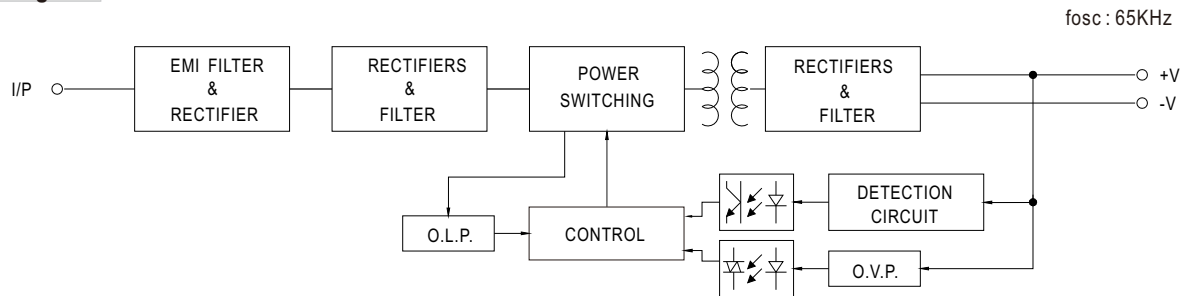 fosc : 65KHz
I/P
EMI FILTER
&
RECTIFIER
RECTIFIERS
&
FILTER
POWER
SWITCHING
RECTIFIERS
&
FILTER
+V
-V
O.L.P.
CONTROL
DETECTION
CIRCUIT
O.V.P.